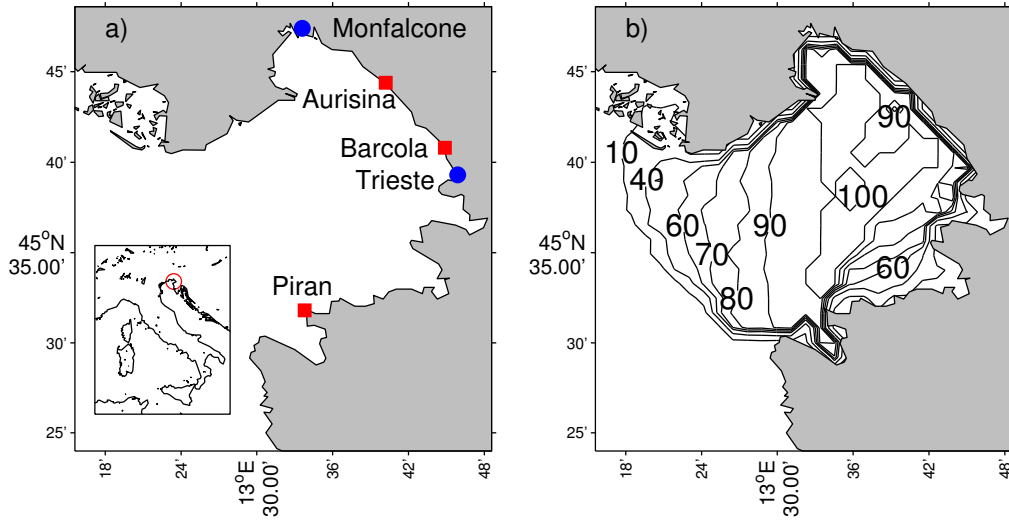 a)
Monfalcone
Aurisina
Barcola
Trieste
Piran
45'
40'
45°N
35.00'
30'
25'
18'
24'
13°E
30.00'
36'
42'
48'
b)
90
10
40
100
60
90
70
60
80
45'
40'
45°N
35.00'
30'
25'
18'
24'
13°E
30.00'
36'
42'
48'